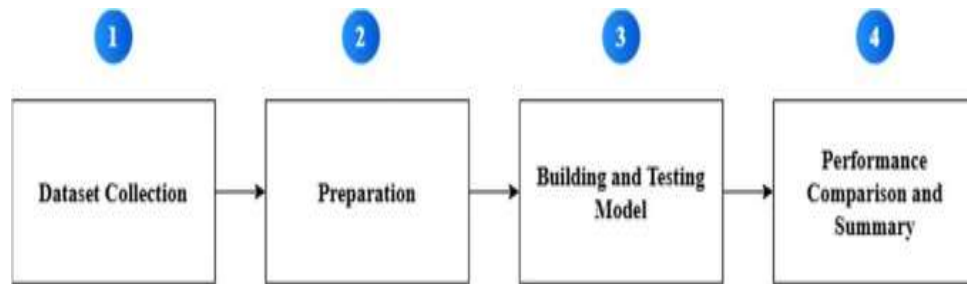 1
2
3
4
Dataset Collection
Preparation
Building and Testing
Model
Performance
Comparison and
Summary